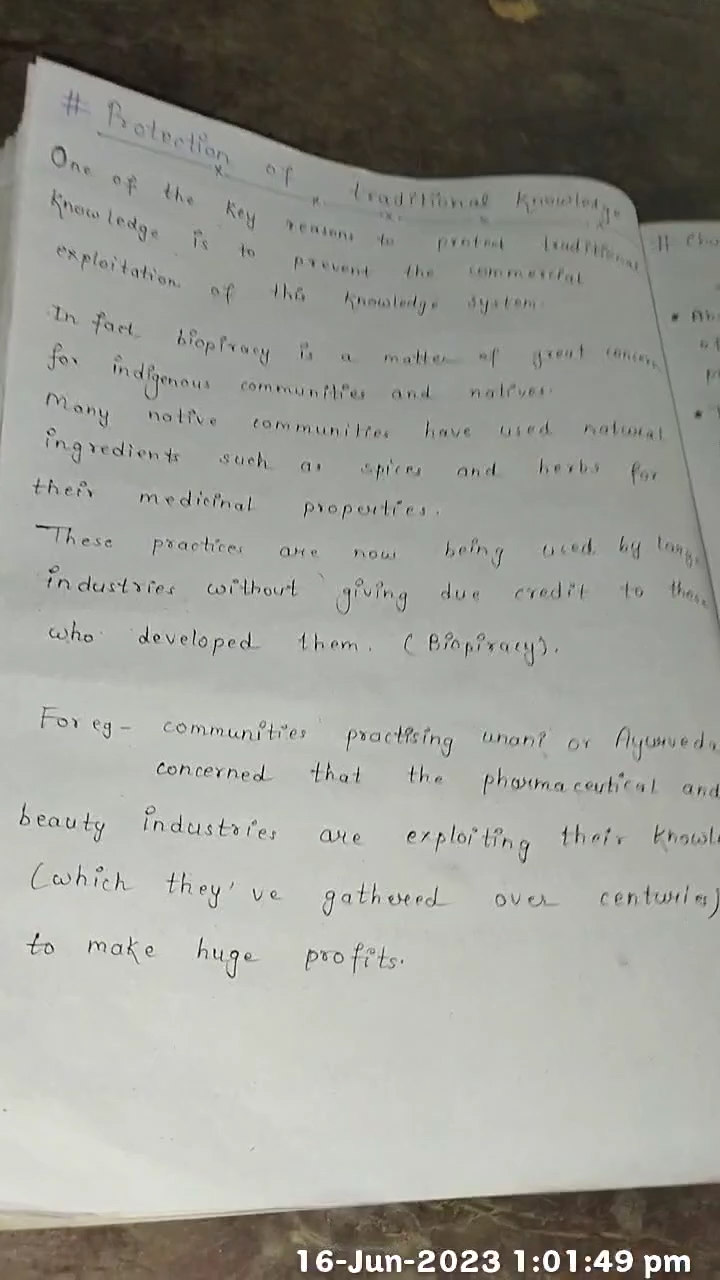 # Protection of traditional Knowledge
One of the key reasons to protect traditional
Knowledge is to prevent the commercial
exploitation of this knowledge system.
In fact biopiracy is a matter of great concern
for indigenous communities and natives.
Many native communities have used natural
ingredients such as spices and herbs for
their medicinal properties.
These practices are now being used by large
industries without giving due credit to those
who developed them. (Biopiracy).
For eg - communities practising unani or Ayurveda
concerned that the pharmaceutical and
beauty industries are exploiting their Knowl
(which they've gathered over centuries)
to make huge profits.
16-Jun-2023 1:01:49 pm